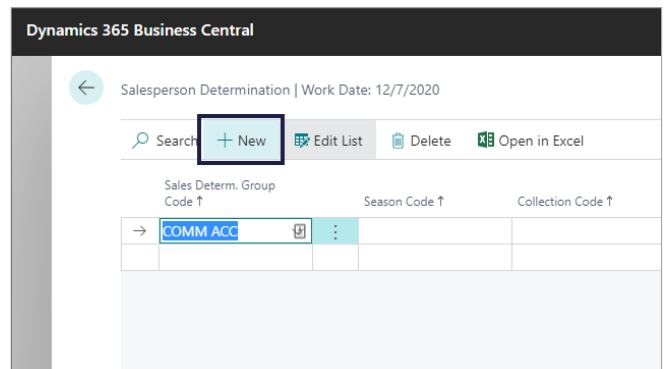 Dynamics 365 Business Central
Salesperson Determination | Work Date: 12/7/2020
Search + New Edit List Delete Open in Excel
Sales Determ. Group
Code ↑ Season Code ↑ Collection Code ↑
→ COMM ACC